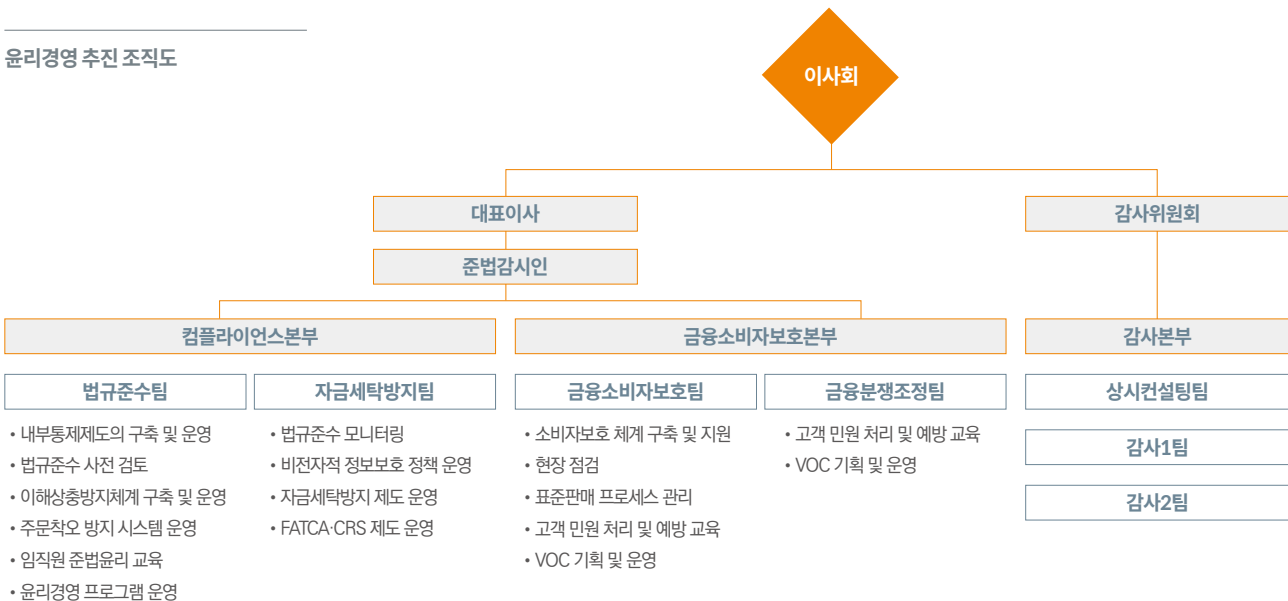 윤리경영 추진 조직도
이사회
대표이사
감사위원회
준법감시인
컴플라이언스본부
금융소비자보호본부
감사본부
법규준수팀
• 내부통제제도의 구축 및 운영
• 법규준수 사전 검토
• 이해상충방지체계 구축 및 운영
• 주문착오 방지 시스템 운영
• 임직원 준법윤리 교육
• 윤리경영 프로그램 운영
자금세탁방지팀
• 법규준수 모니터링
• 비전자적 정보보호 정책 운영
• 자금세탁방지 제도 운영
• FATCA·CRS 제도 운영
금융소비자보호팀
• 소비자보호 체계 구축 및 지원
• 현장 점검
• 표준판매 프로세스 관리
• 고객 민원 처리 및 예방 교육
• VOC 기획 및 운영
금융분쟁조정팀
• 고객 민원 처리 및 예방 교육
• VOC 기획 및 운영
상시컨설팅팀
감사1팀
감사2팀